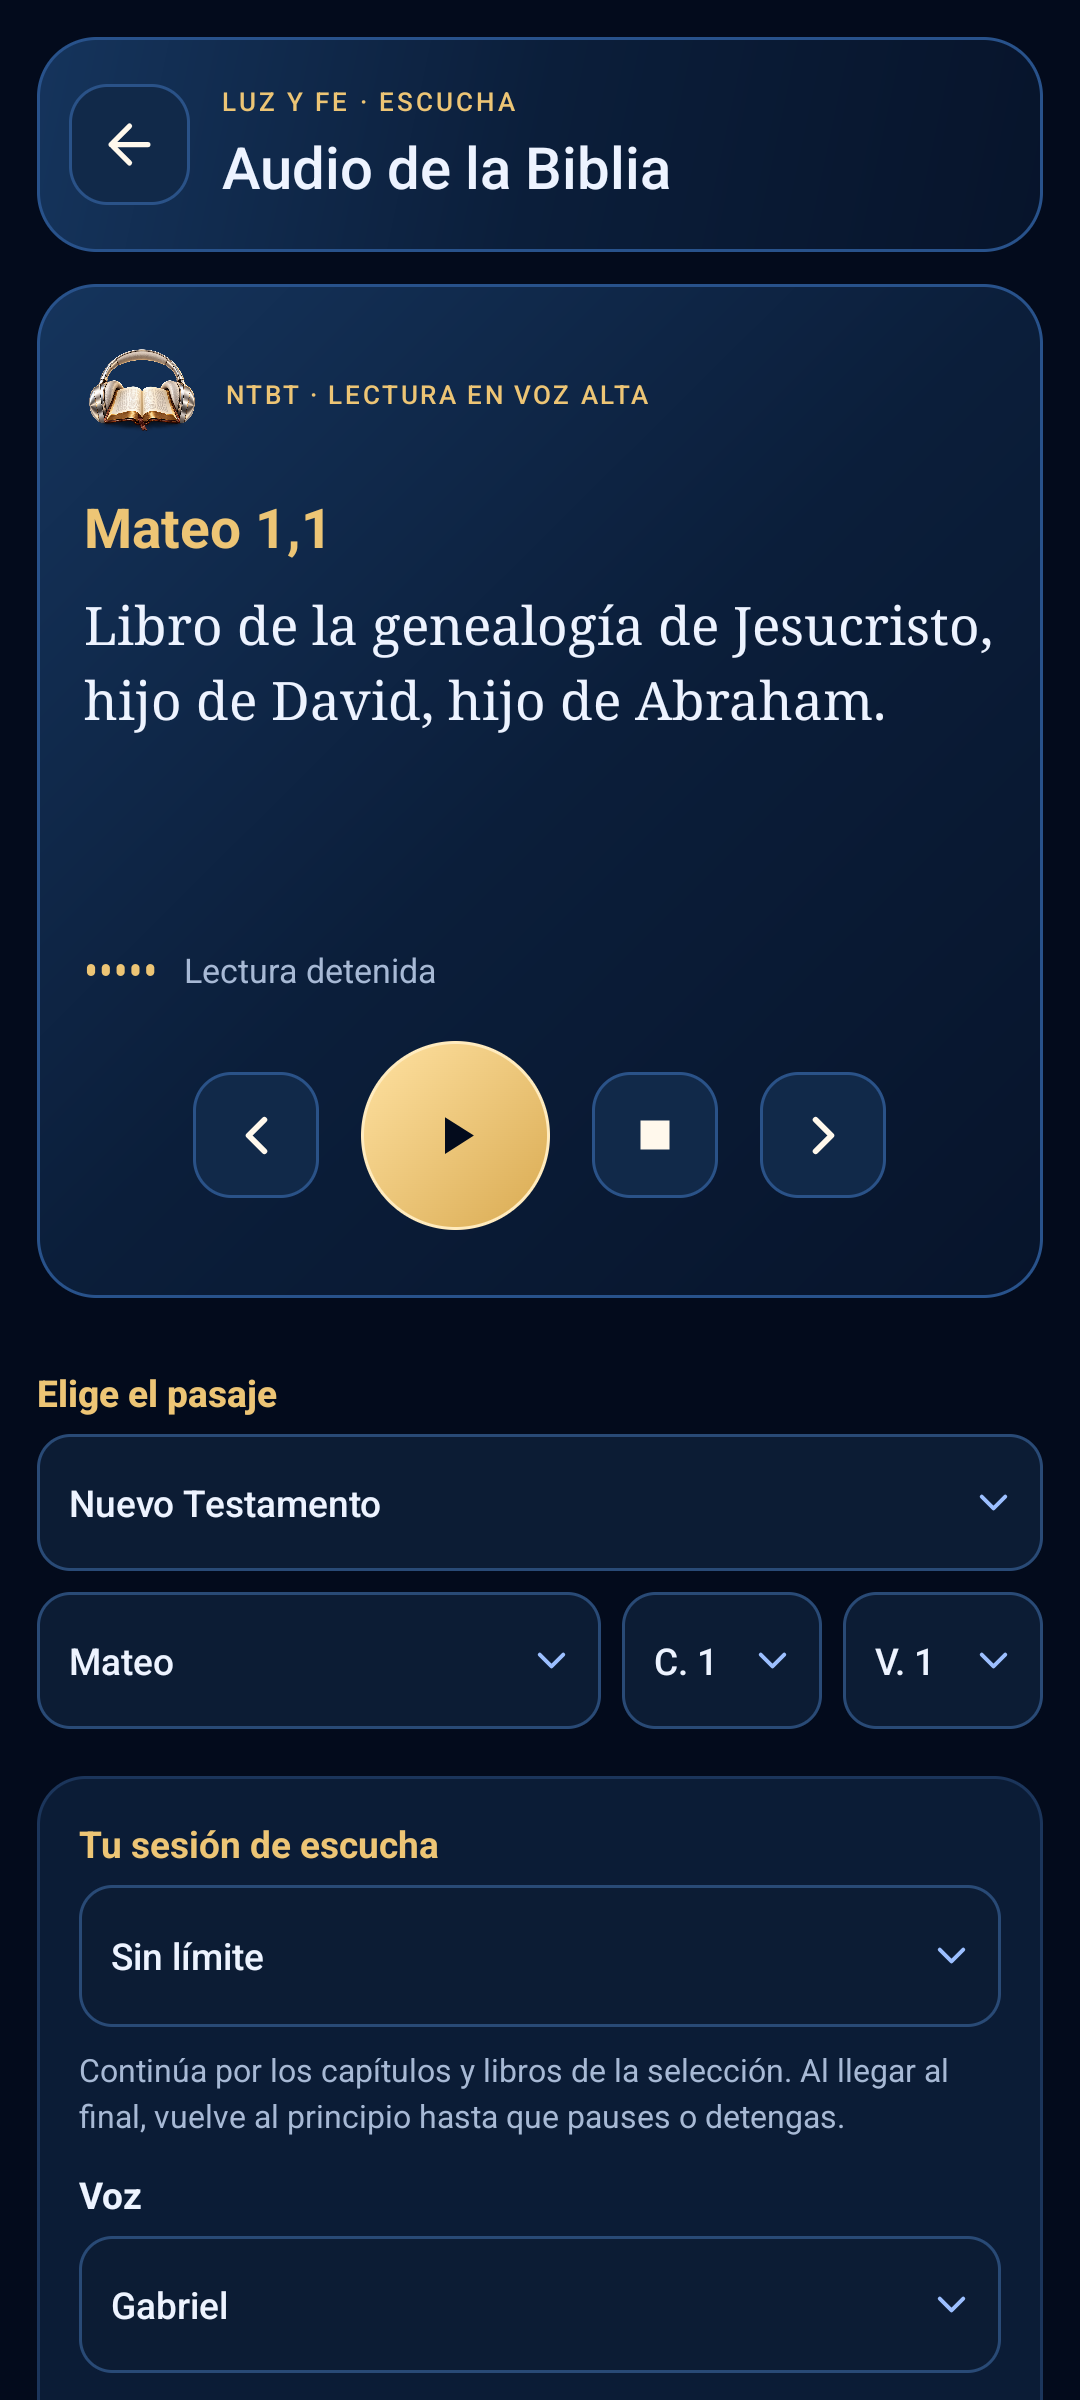 LUZ Y FE · ESCUCHA
Audio de la Biblia
NTBT · LECTURA EN VOZ ALTA
Mateo 1,1
Libro de la genealogía de Jesucristo,
hijo de David, hijo de Abraham.
Lectura detenida
Elige el pasaje
Nuevo Testamento
Mateo
C. 1
V. 1
Tu sesión de escucha
Sin límite
Continúa por los capítulos y libros de la selección. Al llegar al
final, vuelve al principio hasta que pauses o detengas.
Voz
Gabriel